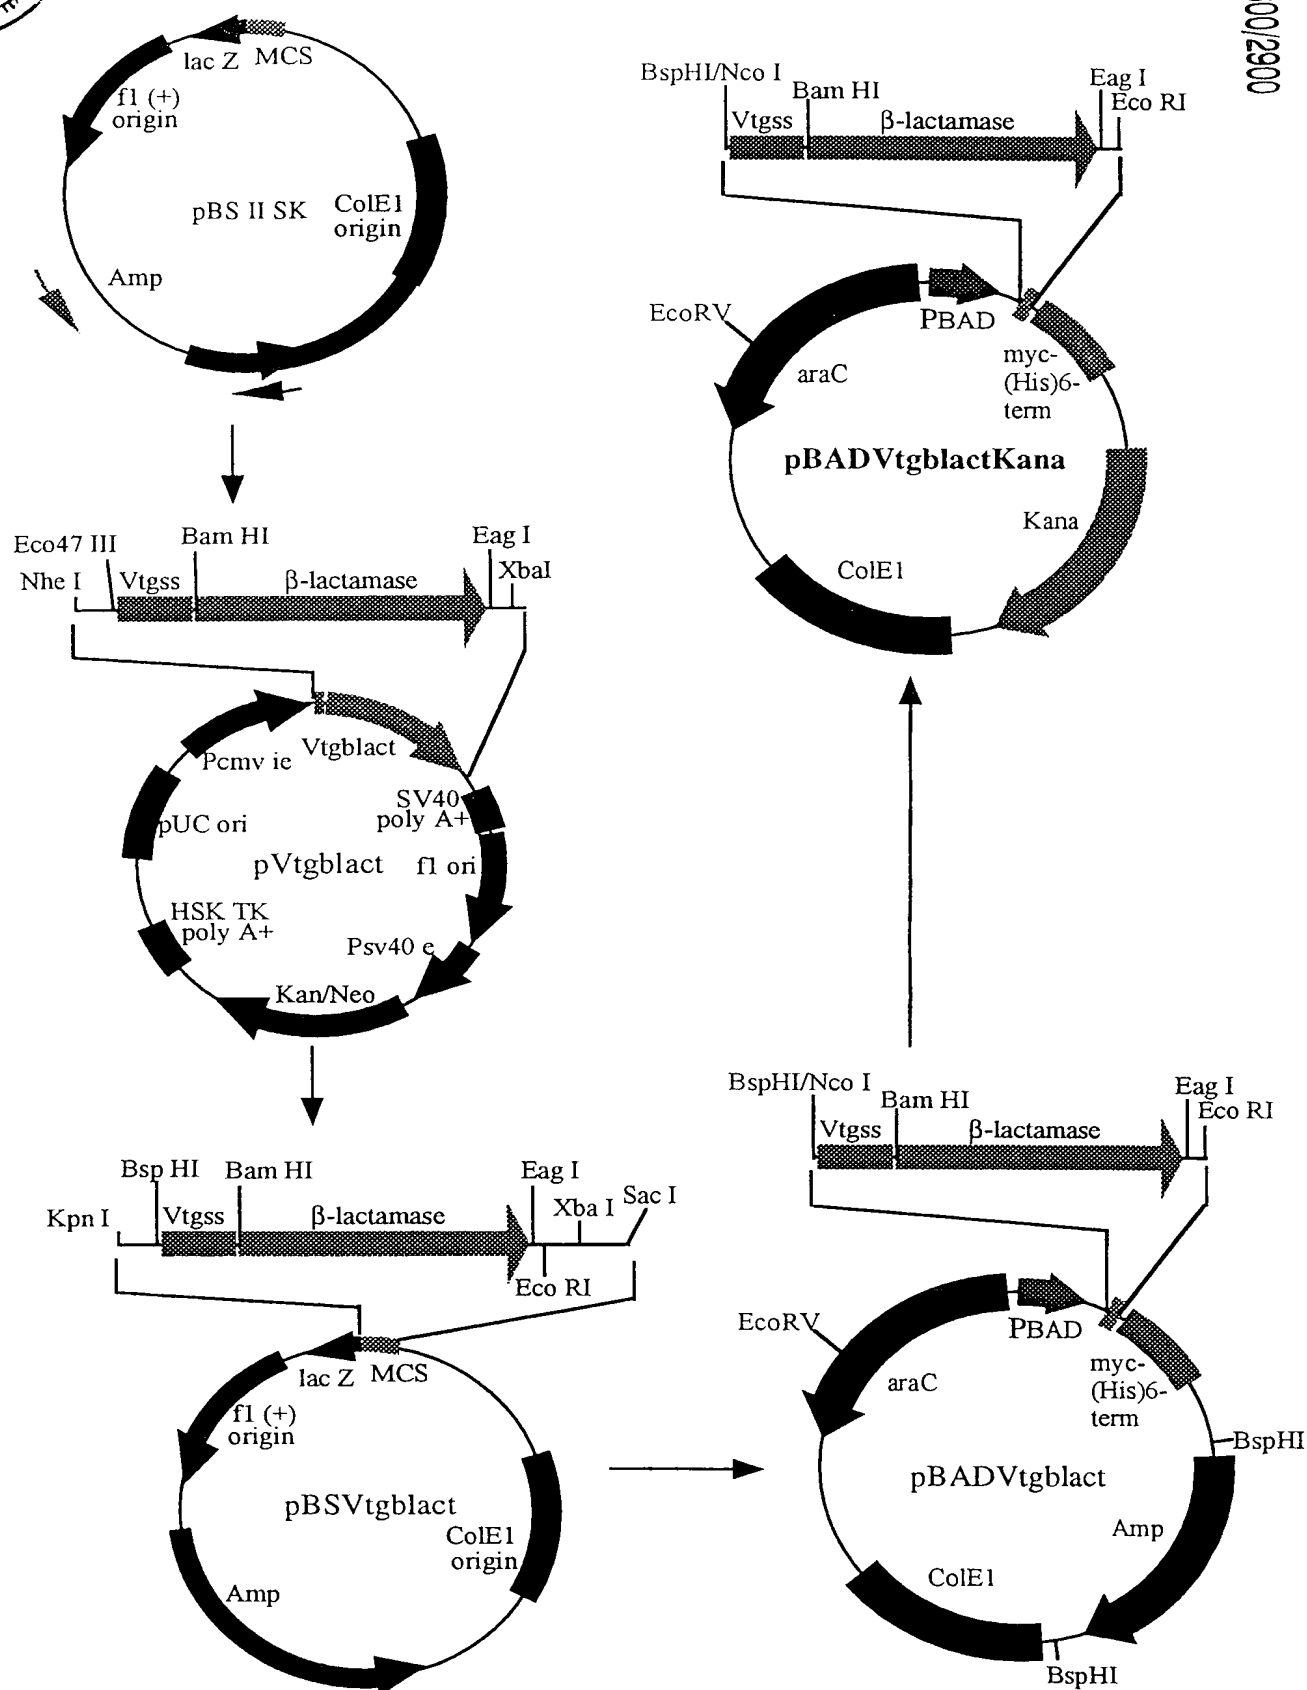 lac Z MCS
f1 (+)
origin
pBS II SK
ColE1
origin
Amp
Eco47 III
Bam HI
Eag I
Nhe I
Vtgss
β-lactamase
XbaI
Pcmv ie
Vtgblact
SV40
poly A+
pUC ori
pVtgblact
f1 ori
HSK TK
poly A+
Psv40 e
Kan/Neo
Bsp HI
Bam HI
Eag I
Kpn I
Vtgss
β-lactamase
Xba I
Sac I
Eco RI
lac Z MCS
f1 (+)
origin
pBSVtgblact
ColE1
origin
Amp
00/2900
BspHI/Nco I
Bam HI
Eag I
Eco RI
Vtgss
β-lactamase
EcoRV
PBAD
araC
myc-
(His)6-
term
pBADVtgblactKana
Kana
ColE1
BspHI/Nco I
Bam HI
Eag I
Eco RI
Vtgss
β-lactamase
EcoRV
PBAD
araC
myc-
(His)6-
term
BspHI
pBADVtgblact
Amp
ColE1
BspHI